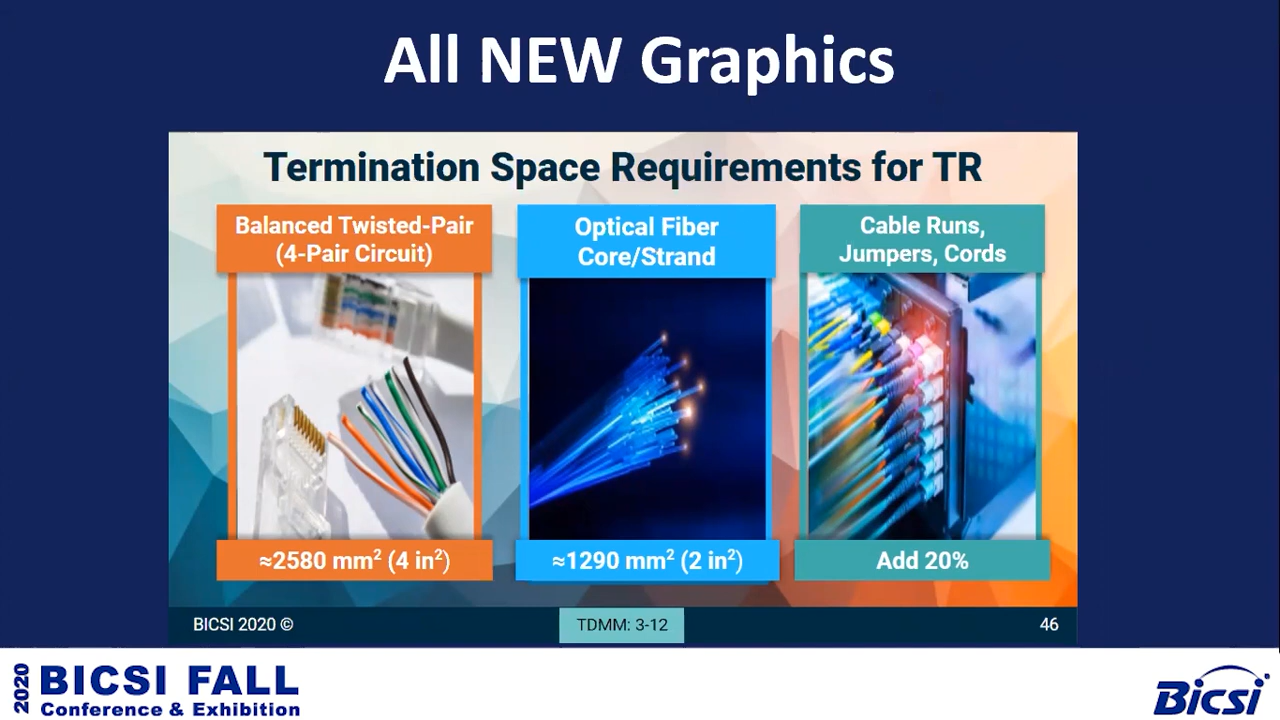 All NEW Graphics
Termination Space Requirements for TR
Balanced Twisted-Pair
(4-Pair Circuit)
≈2580 mm² (4 in²)
Optical Fiber
Core/Strand
≈1290 mm² (2 in²)
Cable Runs,
Jumpers, Cords
Add 20%
BICSI 2020 ©
TDMM: 3-12
46
2020
BICSI FALL
Conference & Exhibition
Bicsi